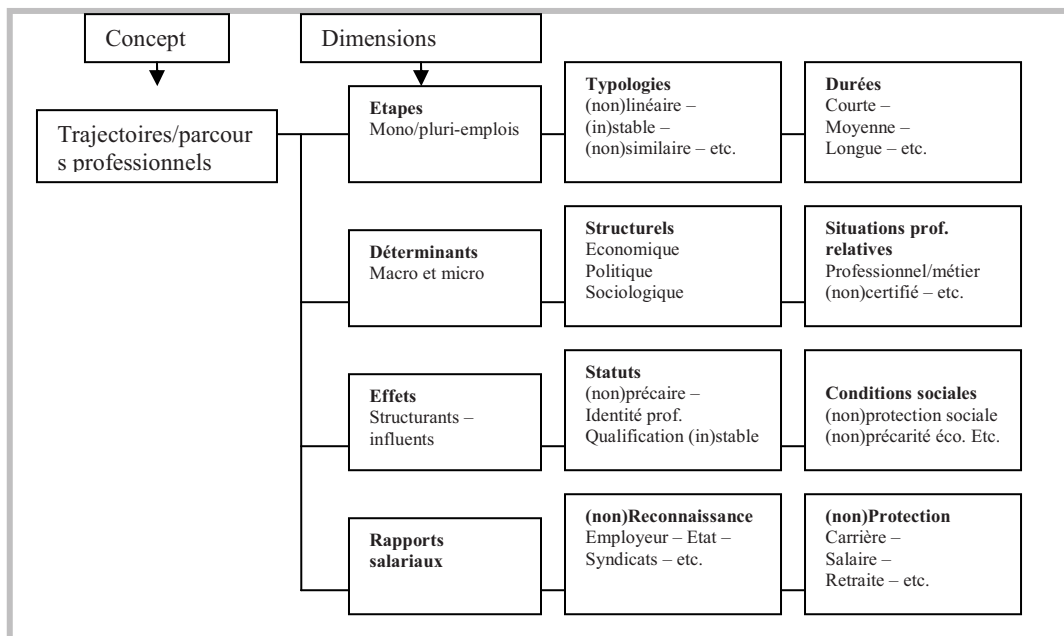 Concept
Dimensions
Trajectoires/parcour
s professionnels
Etapes
Mono/pluri-emplois
Typologies
(non)linéaire –
(in)stable –
(non)similaire – etc.
Durées
Courte –
Moyenne –
Longue – etc.
Déterminants
Macro et micro
Structurels
Economique
Politique
Sociologique
Situations prof.
relatives
Professionnel/métier
(non)certifié – etc.
Effets
Structurants –
influents
Statuts
(non)précaire –
Identité prof.
Qualification (in)stable
Conditions sociales
(non)protection sociale
(non)précarité éco. Etc.
Rapports
salariaux
(non)Reconnaissance
Employeur – Etat –
Syndicats – etc.
(non)Protection
Carrière –
Salaire –
Retraite – etc.